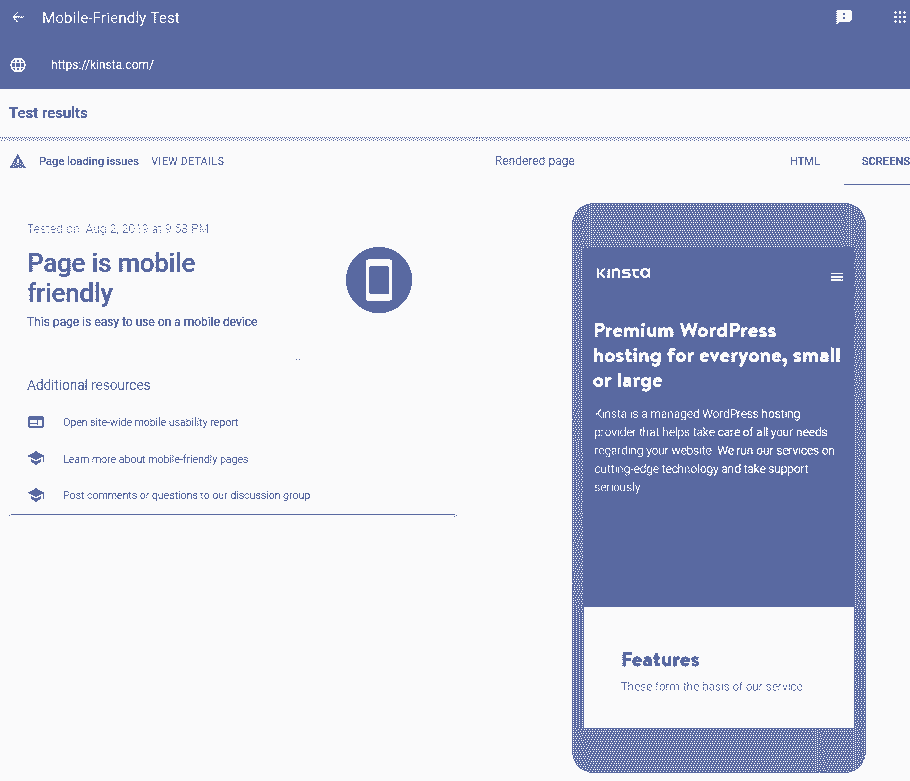 Mobile-Friendly Test
https://kinsta.com/
Test results
Page loading issues VIEW DETAILS
Rendered page
HTML
SCREENS
Tested on: Aug 2, 2019 at 9:58 PM
Page is mobile
friendly
This page is easy to use on a mobile device
Additional resources
Open site-wide mobile usability report
Learn more about mobile-friendly pages
Post comments or questions to our discussion group
KINSTA
Premium WordPress
hosting for everyone, small
or large
Kinsta is a managed WordPress hosting
provider that helps take care of all your needs
regarding your website. We run our services on
cutting-edge technology and take support
seriously
Features
These form the basis of our service